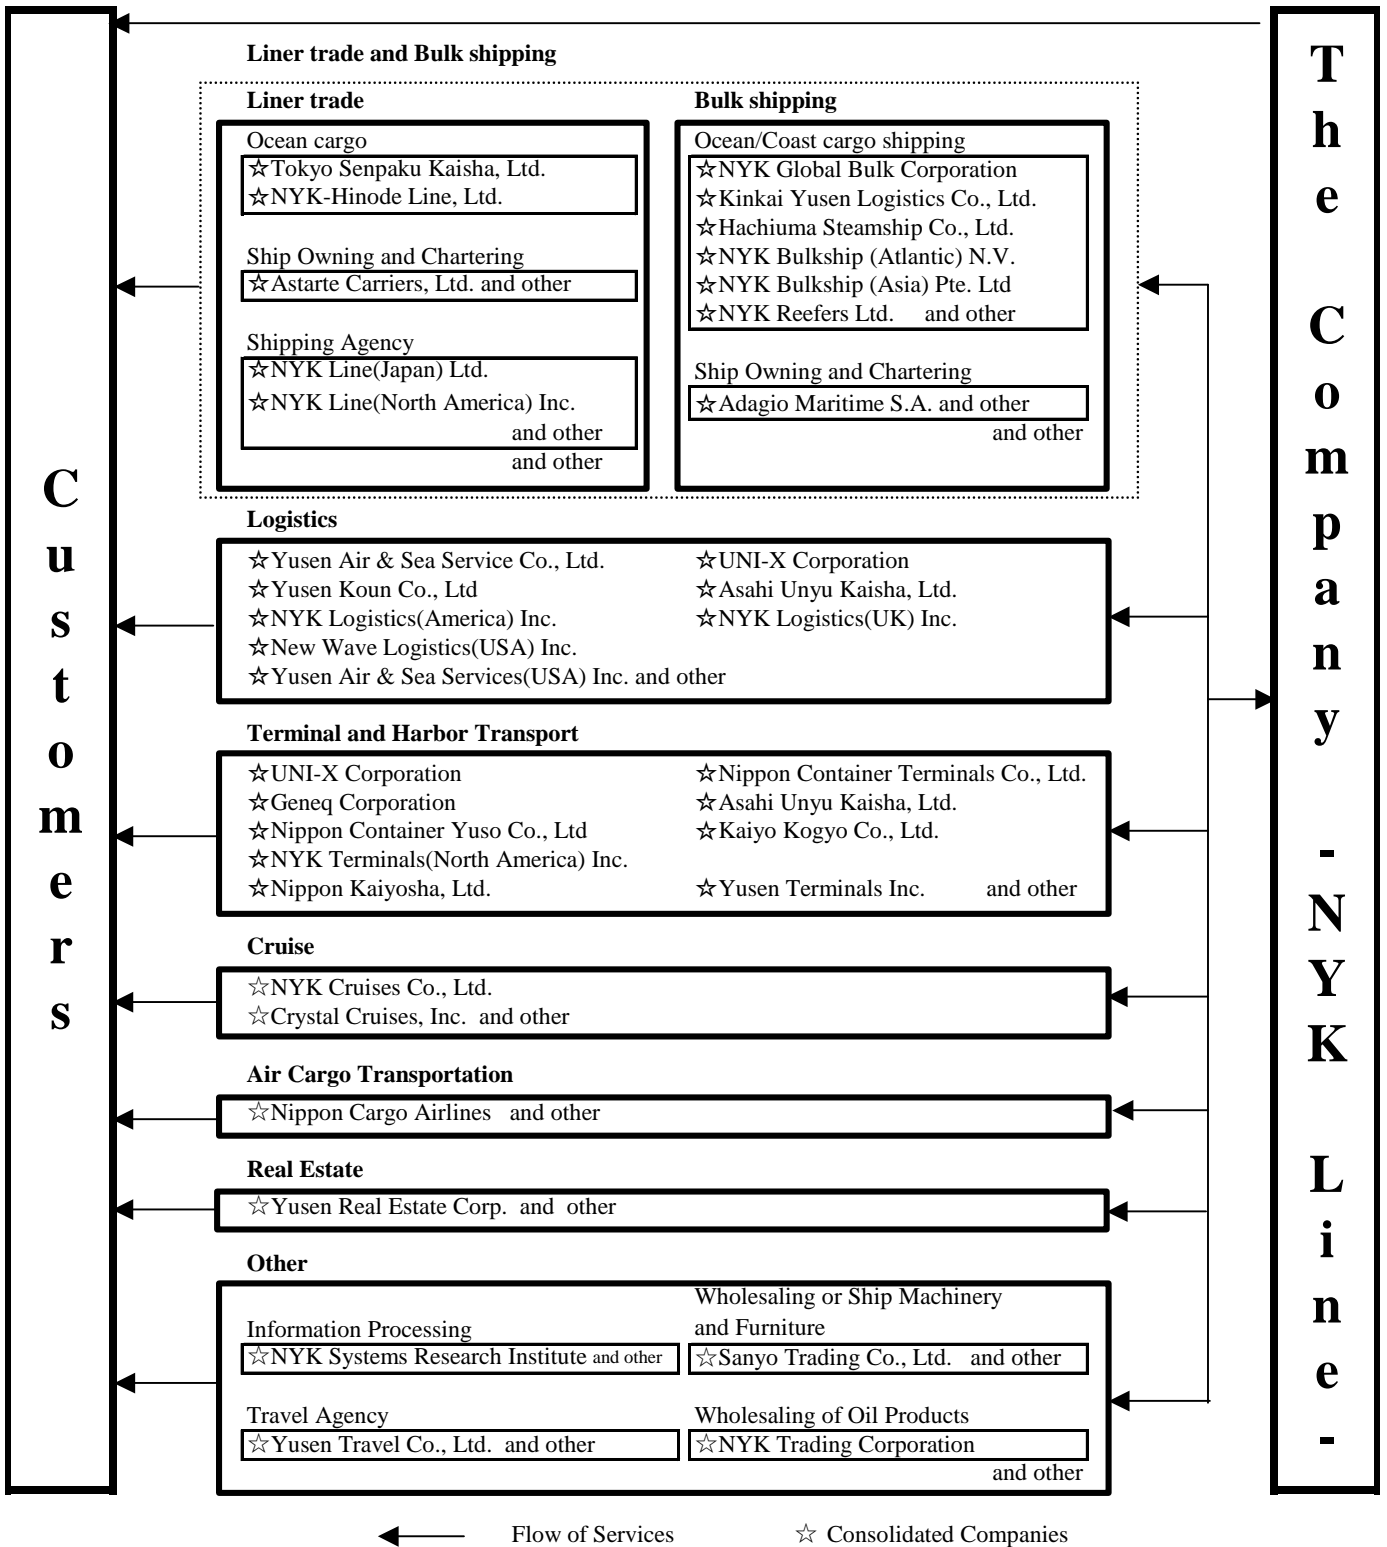 Customers
Liner trade and Bulk shipping
Liner trade
Ocean cargo
☆Tokyo Senpaku Kaisha, Ltd.
☆NYK-Hinode Line, Ltd.
Ship Owning and Chartering
☆Astarte Carriers, Ltd. and other
Shipping Agency
☆NYK Line(Japan) Ltd.
☆NYK Line(North America) Inc.
and other
and other
Bulk shipping
Ocean/Coast cargo shipping
☆NYK Global Bulk Corporation
☆Kinkai Yusen Logistics Co., Ltd.
☆Hachiuma Steamship Co., Ltd.
☆NYK Bulkship (Atlantic) N.V.
☆NYK Bulkship (Asia) Pte. Ltd
☆NYK Reefers Ltd. and other
Ship Owning and Chartering
☆Adagio Maritime S.A. and other
and other
Logistics
☆Yusen Air & Sea Service Co., Ltd.
☆UNI-X Corporation
☆Yusen Koun Co., Ltd
☆Asahi Unyu Kaisha, Ltd.
☆NYK Logistics(America) Inc.
☆NYK Logistics(UK) Inc.
☆New Wave Logistics(USA) Inc.
☆Yusen Air & Sea Services(USA) Inc. and other
Terminal and Harbor Transport
☆UNI-X Corporation
☆Nippon Container Terminals Co., Ltd.
☆Geneq Corporation
☆Asahi Unyu Kaisha, Ltd.
☆Nippon Container Yuso Co., Ltd
☆Kaiyo Kogyo Co., Ltd.
☆NYK Terminals(North America) Inc.
☆Nippon Kaiyosha, Ltd.
☆Yusen Terminals Inc. and other
Cruise
☆NYK Cruises Co., Ltd.
☆Crystal Cruises, Inc. and other
Air Cargo Transportation
☆Nippon Cargo Airlines and other
Real Estate
☆Yusen Real Estate Corp. and other
Other
Information Processing
☆NYK Systems Research Institute and other
Wholesaling or Ship Machinery
and Furniture
☆Sanyo Trading Co., Ltd. and other
Travel Agency
☆Yusen Travel Co., Ltd. and other
Wholesaling of Oil Products
☆NYK Trading Corporation
and other
The Company -NYK Line-
Flow of Services
☆ Consolidated Companies